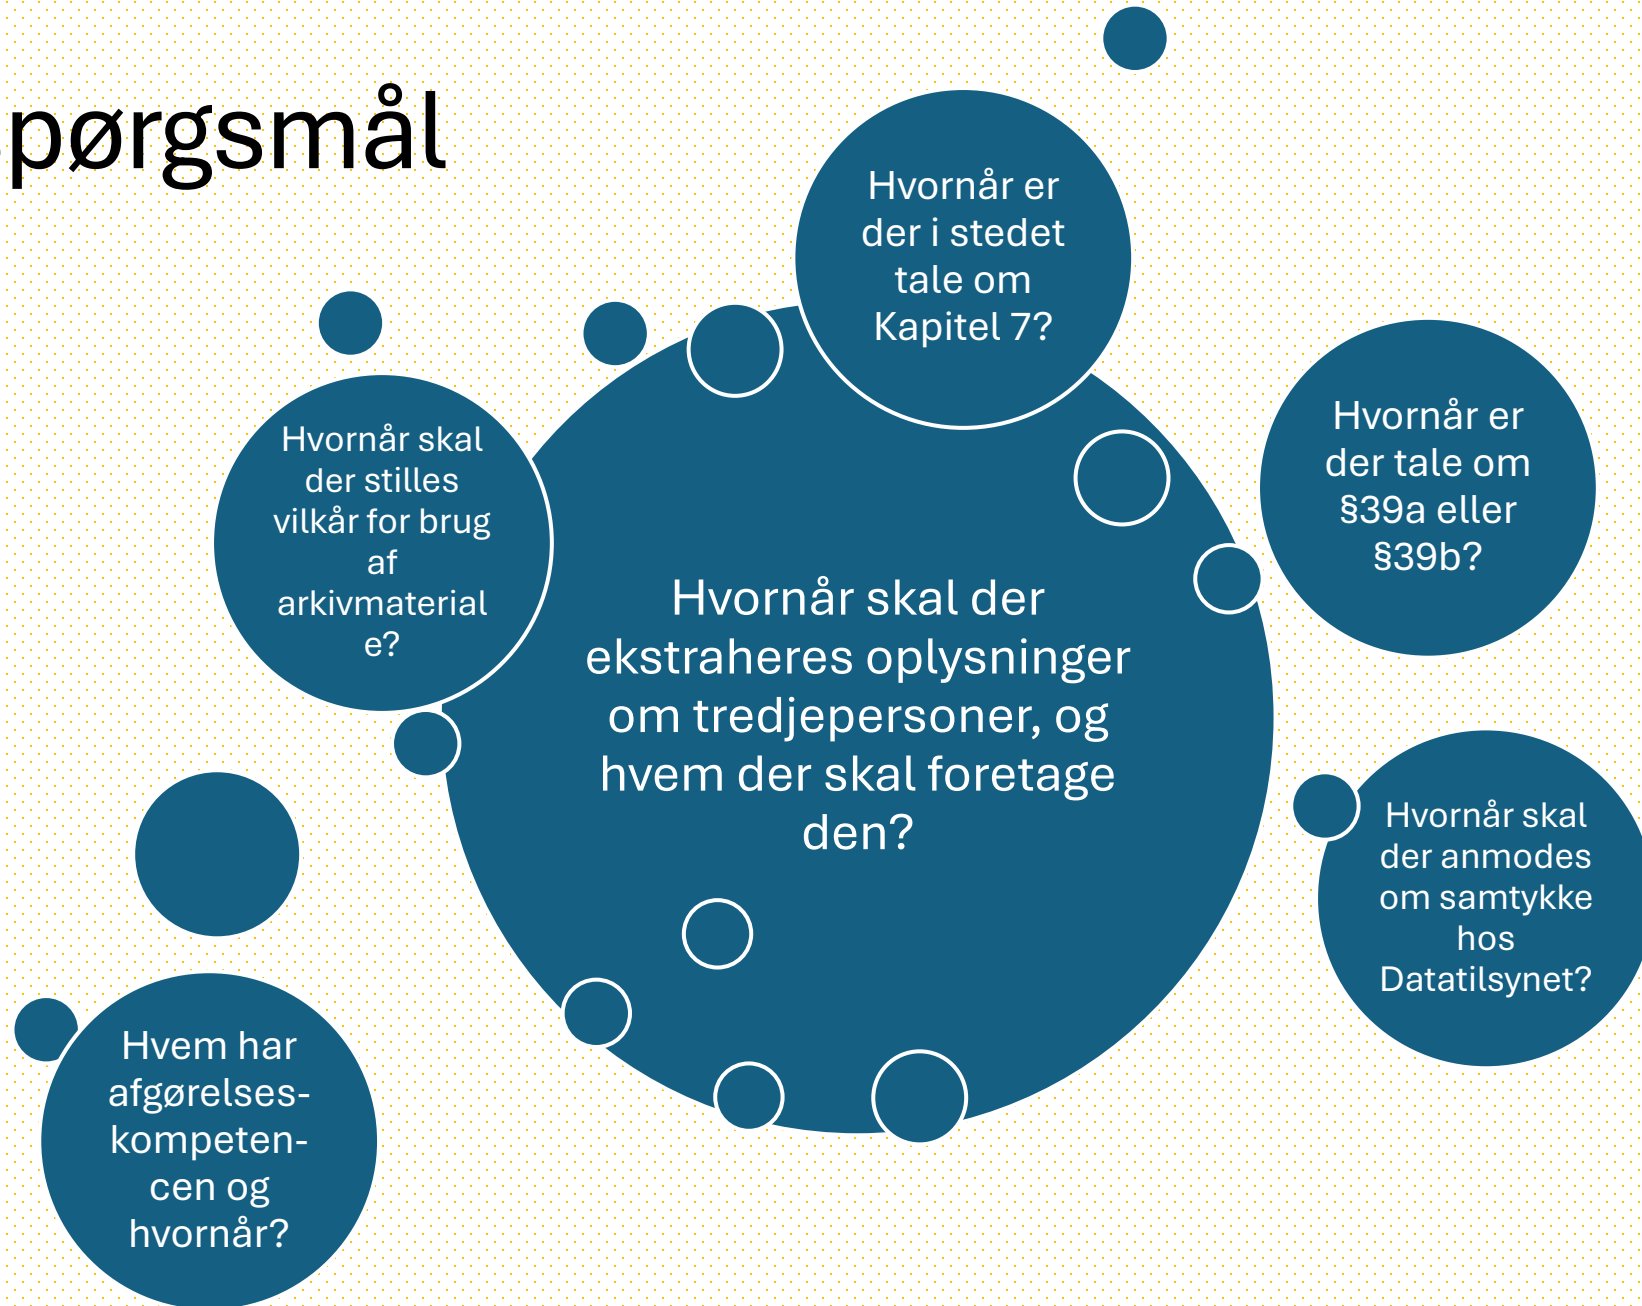 pørgsmål
Hvornår er
der i stedet
tale om
Kapitel 7?
Hvornår er
der tale om
§39a eller
§39b?
Hvornår skal
der stilles
vilkår for brug
af
arkivmaterial
e?
Hvornår skal der
ekstraheres oplysninger
om tredjepersoner, og
hvem der skal foretage
den?
Hvornår skal
der anmodes
om samtykke
hos
Datatilsynet?
Hvem har
afgørelses-
kompeten-
cen og
hvornår?